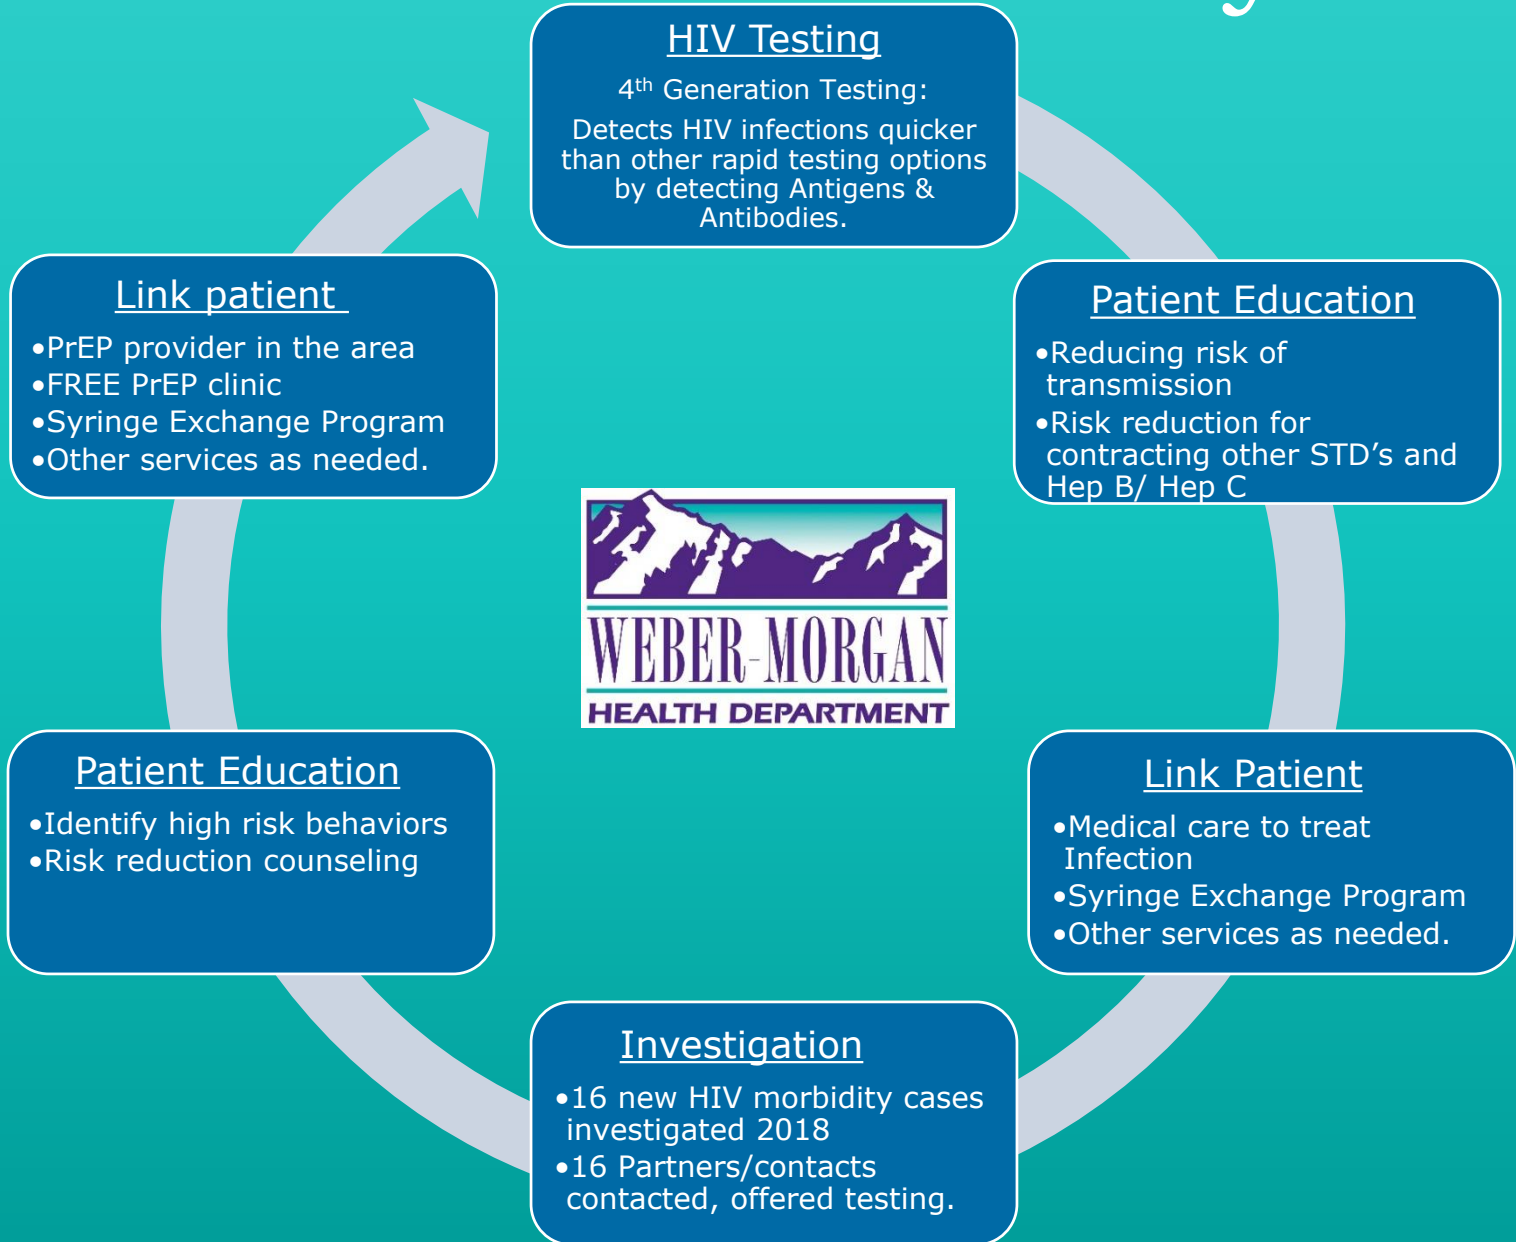 HIV Testing
4th Generation Testing:
Detects HIV infections quicker
than other rapid testing options
by detecting Antigens &
Antibodies.
Patient Education
•Reducing risk of
transmission
•Risk reduction for
contracting other STD’s and
Hep B/ Hep C
Link Patient
•Medical care to treat
Infection
•Syringe Exchange Program
•Other services as needed.
Investigation
•16 new HIV morbidity cases
investigated 2018
•16 Partners/contacts
contacted, offered testing.
Patient Education
•Identify high risk behaviors
•Risk reduction counseling
Link patient
•PrEP provider in the area
•FREE PrEP clinic
•Syringe Exchange Program
•Other services as needed.
WEBER-MORGAN
HEALTH DEPARTMENT